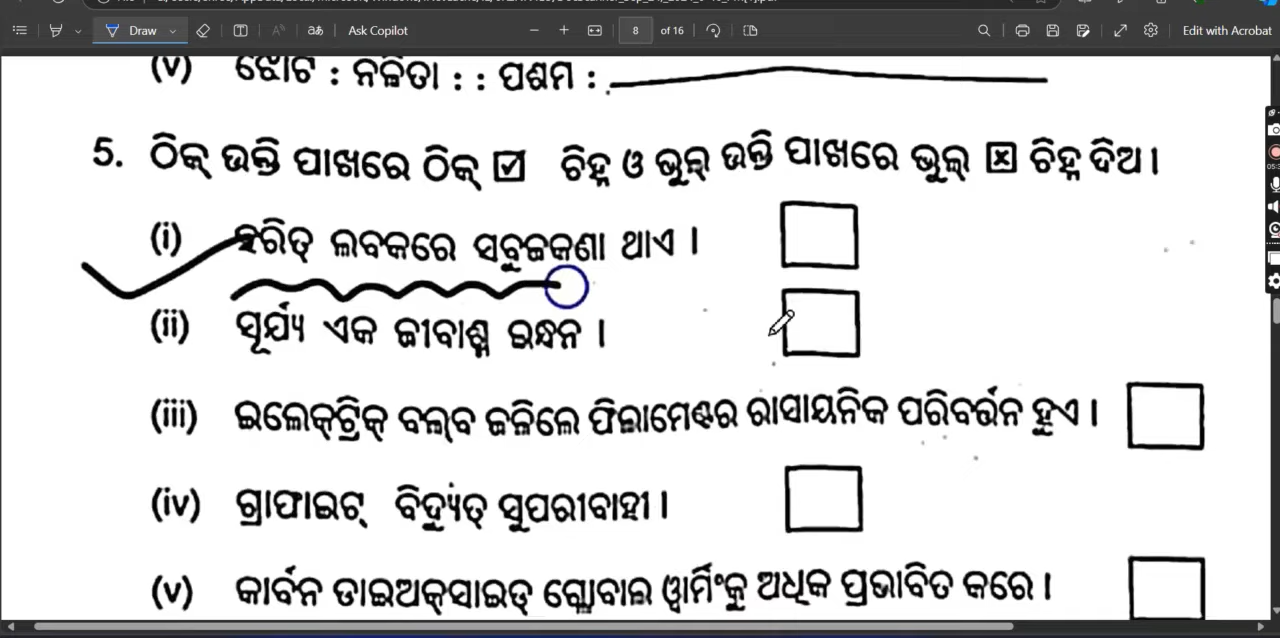 Draw
Ask Copilot
8 of 16
Edit with Acrobat
(v) ଝୋଟ : ନଳିତା : : ପଶମ :
5. ଠିକ୍ ଉକ୍ତି ପାଖରେ ଠିକ୍ ☑ ଚିହ୍ନ ଓ ଭୁଲ୍ ଉକ୍ତି ପାଖରେ ଭୁଲ୍ ☒ ଚିହ୍ନ ଦିଅ ।
(i) ହରିତ୍ ଲବକରେ ସବୁଜକଣା ଥାଏ ।
(ii) ସୂର୍ଯ୍ୟ ଏକ ଜୀବାଶ୍ମ ଇନ୍ଧନ ।
(iii) ଇଲେକ୍‌ଟ୍ରିକ୍ ବଲ୍‌ବ ଜଳିଲେ ଫିଲାମେଣ୍ଟର ରାସାୟନିକ ପରିବର୍ତ୍ତନ ହୁଏ ।
(iv) ଗ୍ରାଫାଇଟ୍ ବିଦ୍ୟୁତ୍ ସୁପରୀବାହୀ ।
(v) କାର୍ବନ ଡାଇଅକ୍‌ସାଇଡ୍ ଗ୍ଲୋବାଲ ୱାର୍ମିଂକୁ ଅଧିକ ପ୍ରଭାବିତ କରେ ।